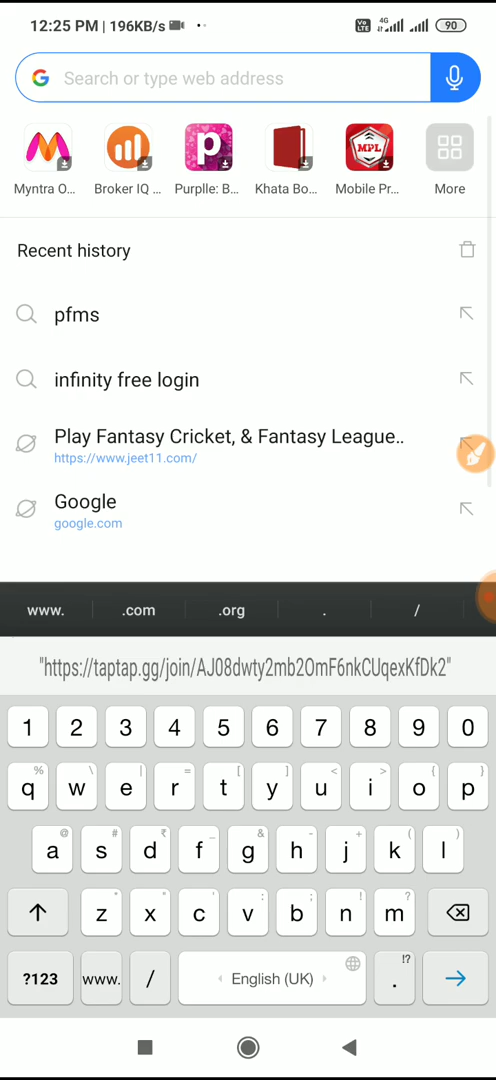 12:25 PM | 196KB/s
Vo LTE 4G 90
Search or type web address
Myntra O... Broker IQ ... Purplle: B... Khata Bo... Mobile Pr... More
Recent history
pfms
infinity free login
Play Fantasy Cricket, & Fantasy League..
https://www.jeet11.com/
Google
google.com
www. .com .org . /
"https://taptap.gg/join/AJ08dwty2mb2OmF6nkCUqexKfDk2"
1 2 3 4 5 6 7 8 9 0
% \ | = [ ] < > { }
q w e r t y u i o p
@ # ₹ _ & - + ( )
a s d f g h j k l
* " ' : ; ! ?
z x c v b n m
?123 www. / English (UK) . !?